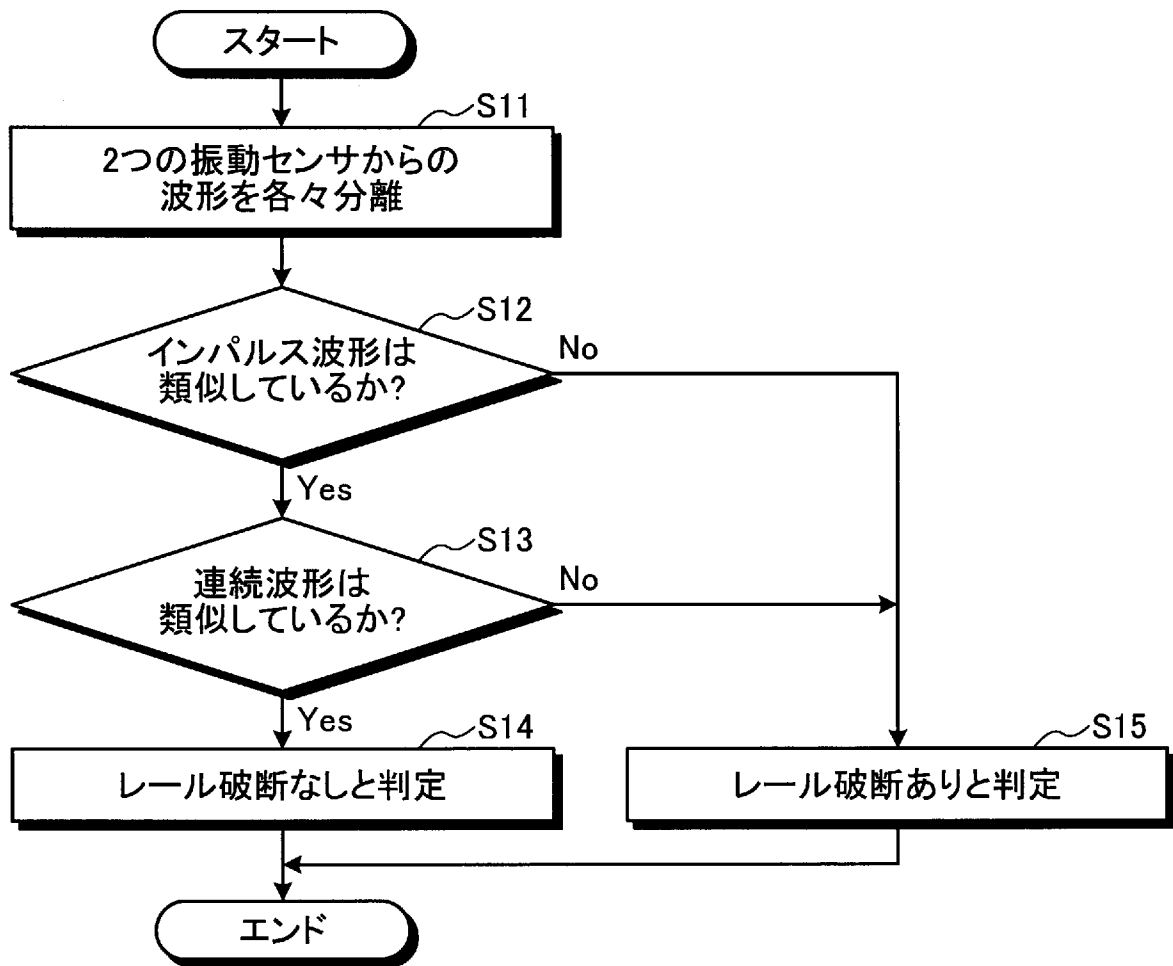 スタート
S11
2つの振動センサからの
波形を各々分離
S12
インパルス波形は
類似しているか?
No
Yes
S13
連続波形は
類似しているか?
No
Yes
S14
レール破断なしと判定
S15
レール破断ありと判定
エンド